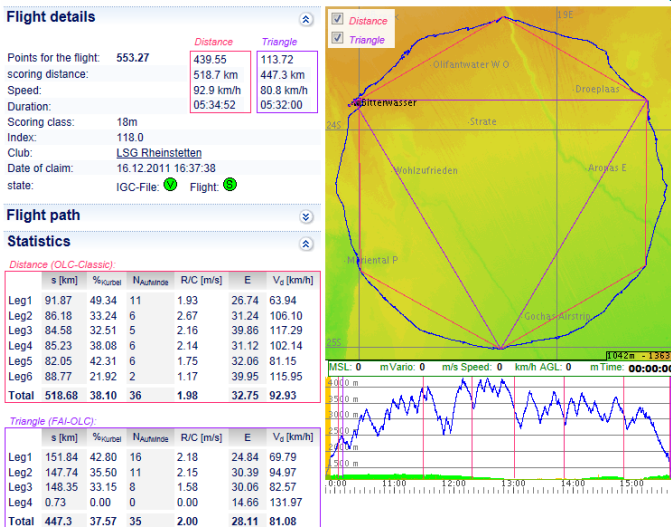 Flight details
Distance Triangle
Points for the flight: 553.27 439.55 113.72
scoring distance: 518.7 km 447.3 km
Speed: 92.9 km/h 80.8 km/h
Duration: 05:34:52 05:32:00
Scoring class: 18m
Index: 118.0
Club: LSG Rheinstetten
Date of claim: 16.12.2011 16:37:38
state: IGC-File: V Flight: S
Flight path
Statistics
Distance (OLC-Classic):
s [km] %Kurbel NAufwinde R/C [m/s] E Vd [km/h]
Leg1 91.87 49.34 11 1.93 26.74 63.94
Leg2 86.18 33.24 6 2.67 31.24 106.10
Leg3 84.58 32.51 5 2.16 39.86 117.29
Leg4 85.23 38.08 6 2.14 31.12 102.14
Leg5 82.05 42.31 6 1.75 32.06 81.15
Leg6 88.77 21.92 2 1.17 39.95 115.95
Total 518.68 38.10 36 1.98 32.75 92.93
Triangle (FAI-OLC):
s [km] %Kurbel NAufwinde R/C [m/s] E Vd [km/h]
Leg1 151.84 42.80 16 2.18 24.84 69.79
Leg2 147.74 35.50 11 2.15 30.39 94.97
Leg3 148.35 33.15 8 1.58 30.06 82.57
Leg4 0.73 0.00 0 0.00 14.66 131.97
Total 447.3 37.57 35 2.00 28.11 81.08
Distance
Triangle
18E
Olifantwater W O
Droeplaas
Bitterwasser
24S
Strate
Wohlzufrieden
Aronas E
Mariental P
Gochas Airstrip
25S
1042m - 1363
MSL: 0 m Vario: 0 m/s Speed: 0 km/h AGL: 0 m Time: 00:00:00
4000 m
3500 m
3000 m
2500 m
2000 m
1500 m
0:00 11:00 12:00 13:00 14:00 15:00